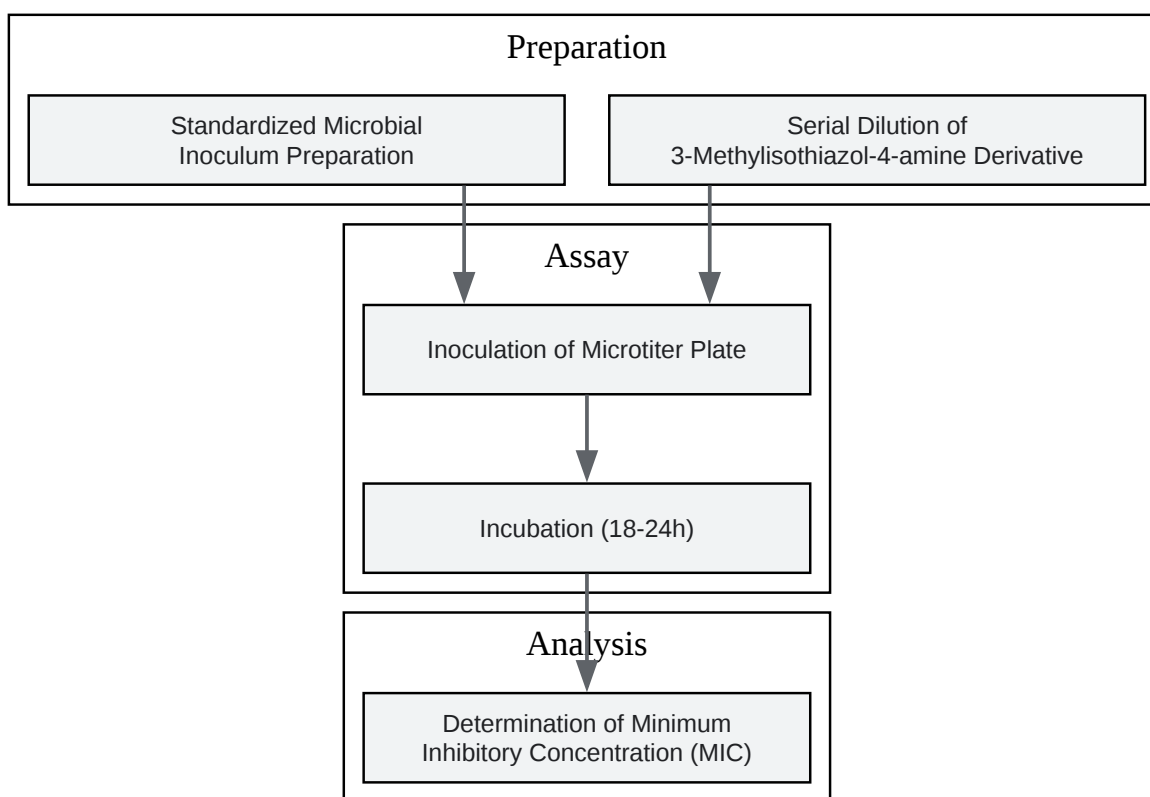 Preparation
Standardized Microbial
Inoculum Preparation
Serial Dilution of
3-Methylisothiazol-4-amine Derivative
Assay
Inoculation of Microtiter Plate
Incubation (18-24h)
Analysis
Determination of Minimum
Inhibitory Concentration (MIC)